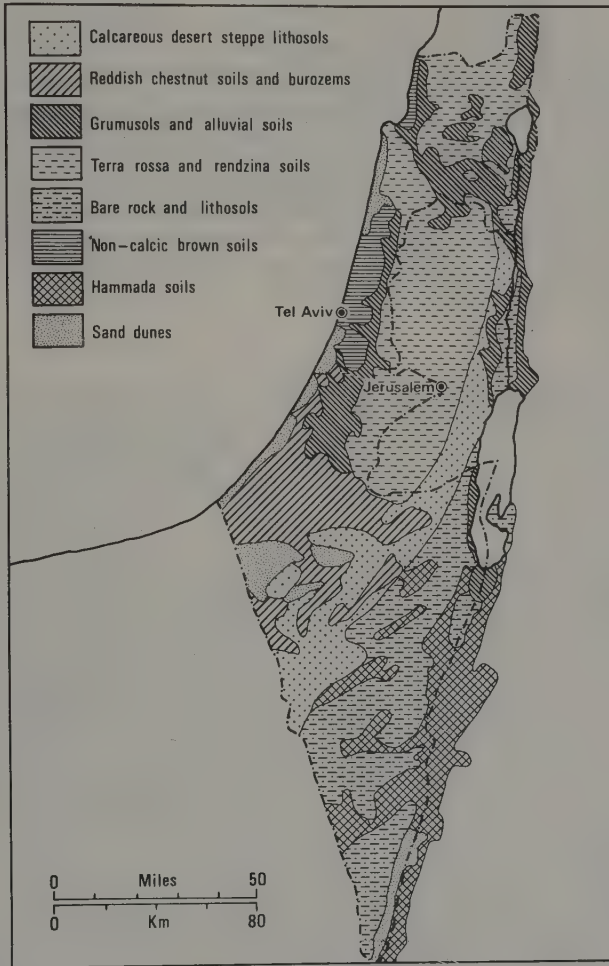 Calcareous desert steppe lithosols
Reddish chestnut soils and burozems
Grumusols and alluvial soils
Terra rossa and rendzina soils
Bare rock and lithosols
Non-calcic brown soils
Hammada soils
Sand dunes
Tel Aviv
Jerusalem
0 Miles 50
0 Km 80